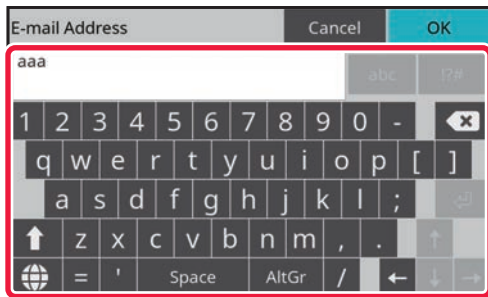 E-mail Address Cancel OK
aaa abc !?#
1 2 3 4 5 6 7 8 9 0 -
q w e r t y u i o p [ ]
a s d f g h j k l ;
z x c v b n m , .
= ' Space AltGr /